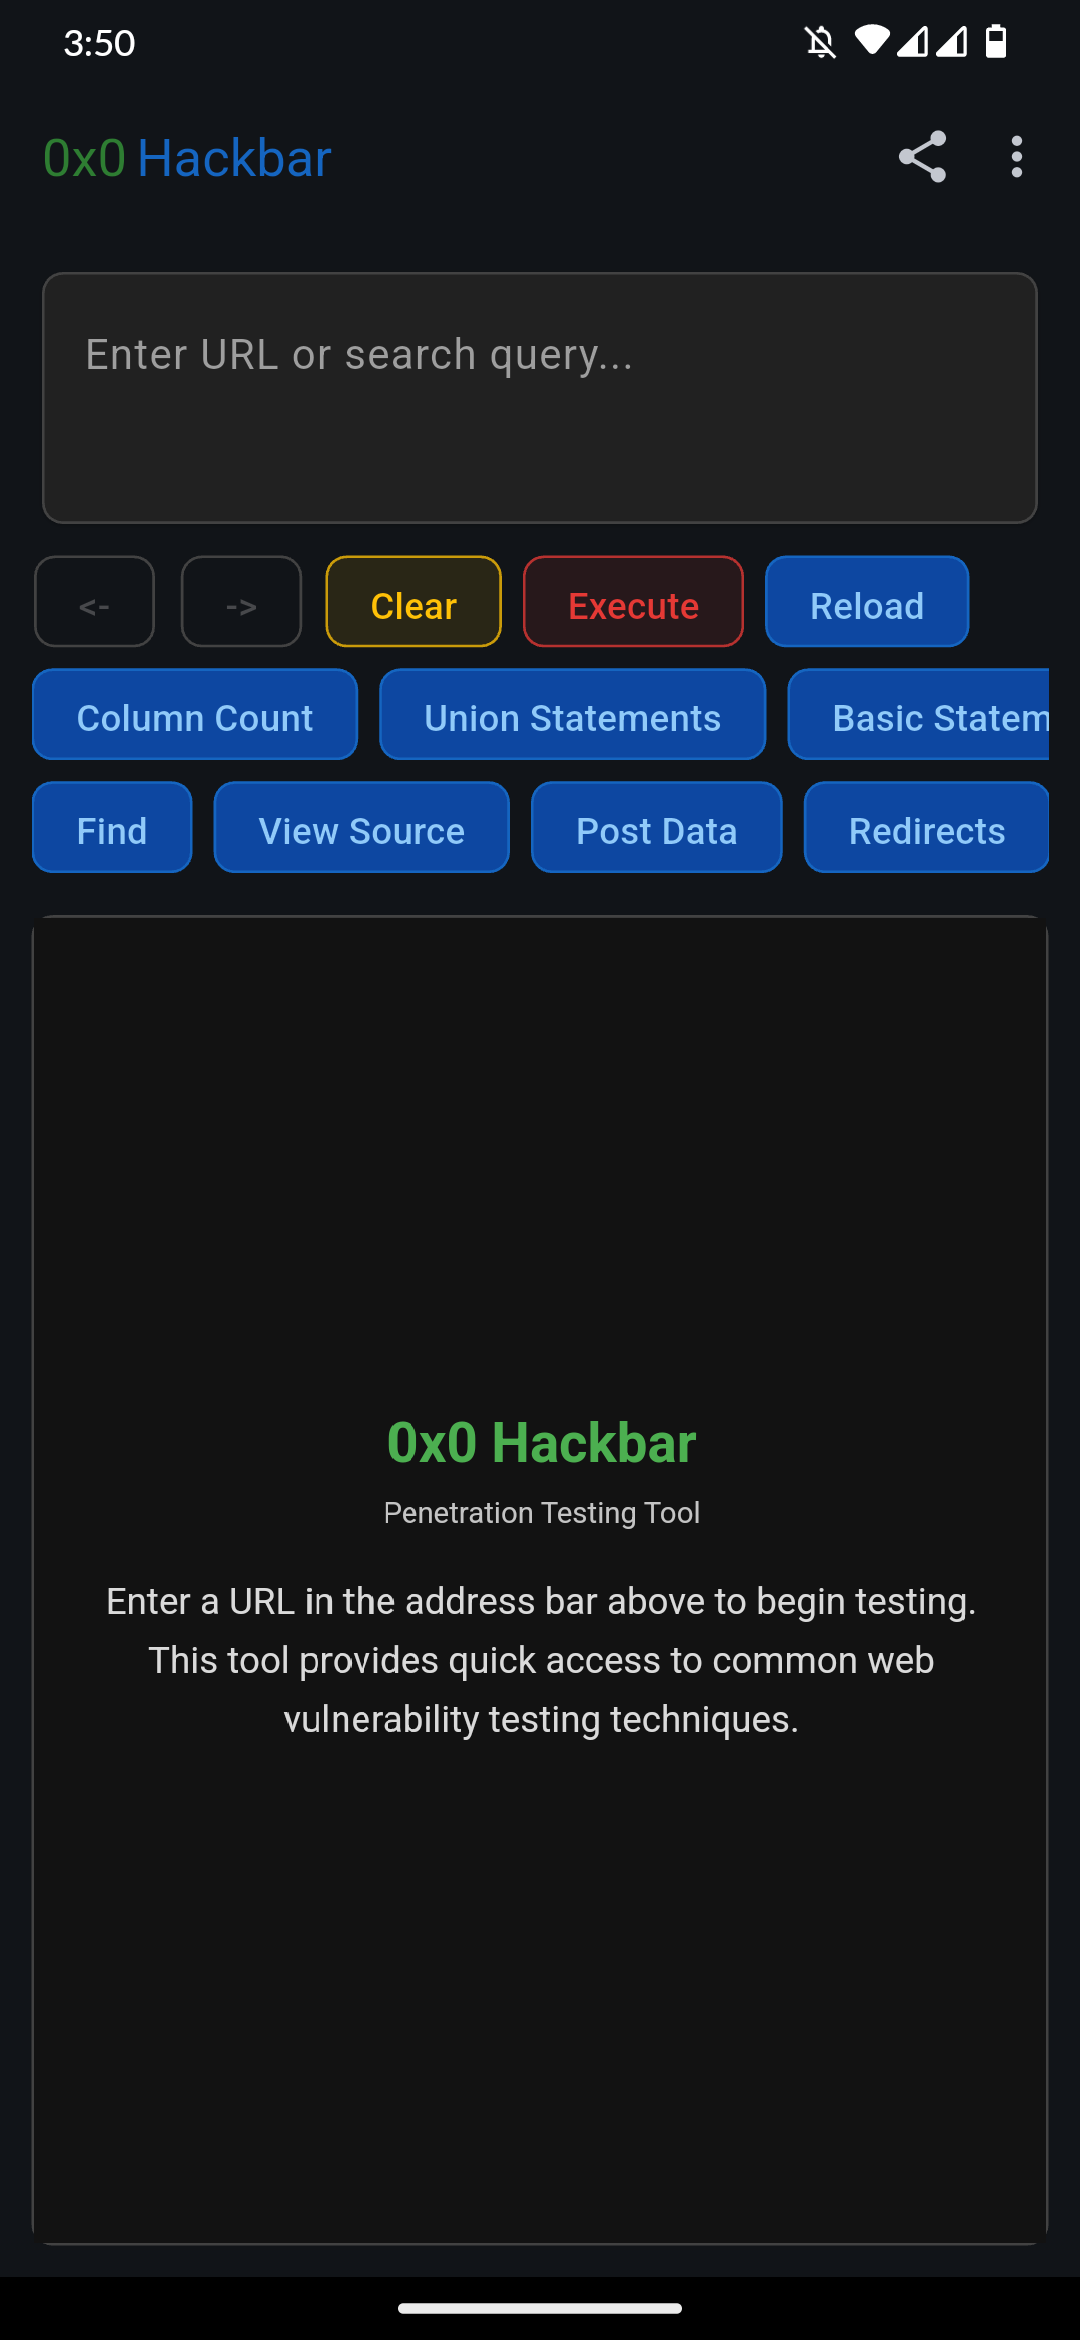 3:50
0x0 Hackbar
Enter URL or search query...
<- -> Clear Execute Reload
Column Count Union Statements Basic Statem
Find View Source Post Data Redirects
0x0 Hackbar
Penetration Testing Tool
Enter a URL in the address bar above to begin testing.
This tool provides quick access to common web
vulnerability testing techniques.